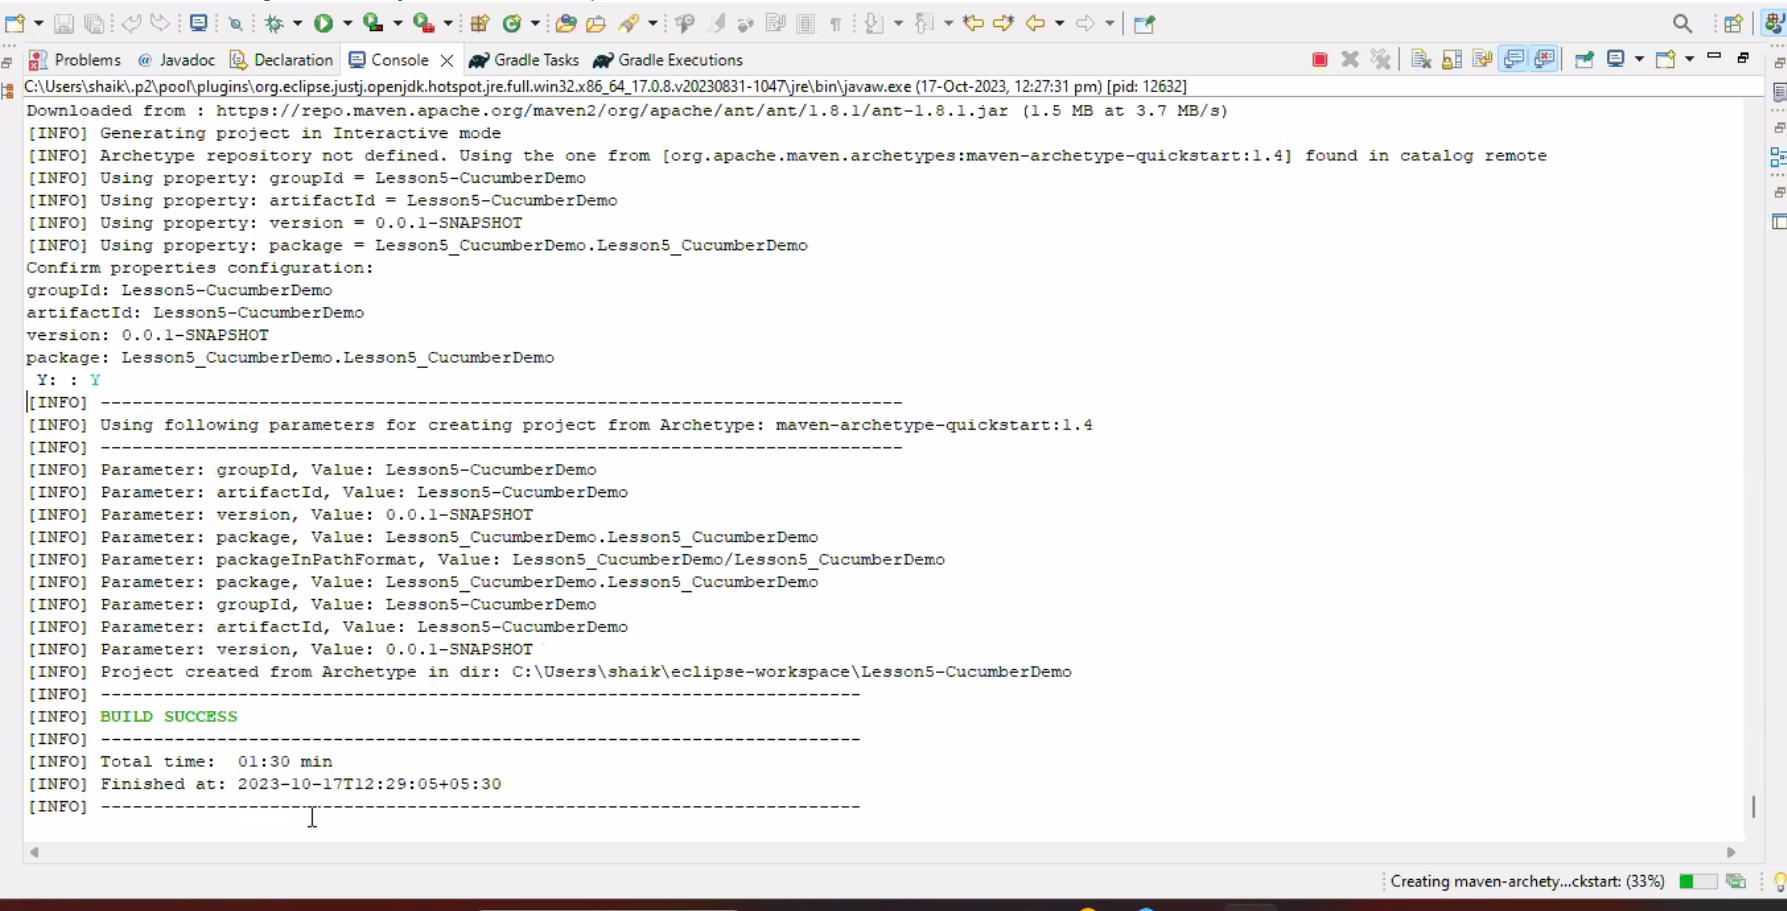 Problems @ Javadoc Declaration Console Gradle Tasks Gradle Executions
C:\Users\shaik\.p2\pool\plugins\org.eclipse.justj.openjdk.hotspot.jre.full.win32.x86_64_17.0.8.v20230831-1047\jre\bin\javaw.exe (17-Oct-2023, 12:27:31 pm) [pid: 12632]
Downloaded from : https://repo.maven.apache.org/maven2/org/apache/ant/ant/1.8.1/ant-1.8.1.jar (1.5 MB at 3.7 MB/s)
[INFO] Generating project in Interactive mode
[INFO] Archetype repository not defined. Using the one from [org.apache.maven.archetypes:maven-archetype-quickstart:1.4] found in catalog remote
[INFO] Using property: groupId = Lesson5-CucumberDemo
[INFO] Using property: artifactId = Lesson5-CucumberDemo
[INFO] Using property: version = 0.0.1-SNAPSHOT
[INFO] Using property: package = Lesson5_CucumberDemo.Lesson5_CucumberDemo
Confirm properties configuration:
groupId: Lesson5-CucumberDemo
artifactId: Lesson5-CucumberDemo
version: 0.0.1-SNAPSHOT
package: Lesson5_CucumberDemo.Lesson5_CucumberDemo
Y: : Y
[INFO] ----------------------------------------------------------------------------
[INFO] Using following parameters for creating project from Archetype: maven-archetype-quickstart:1.4
[INFO] ----------------------------------------------------------------------------
[INFO] Parameter: groupId, Value: Lesson5-CucumberDemo
[INFO] Parameter: artifactId, Value: Lesson5-CucumberDemo
[INFO] Parameter: version, Value: 0.0.1-SNAPSHOT
[INFO] Parameter: package, Value: Lesson5_CucumberDemo.Lesson5_CucumberDemo
[INFO] Parameter: packageInPathFormat, Value: Lesson5_CucumberDemo/Lesson5_CucumberDemo
[INFO] Parameter: package, Value: Lesson5_CucumberDemo.Lesson5_CucumberDemo
[INFO] Parameter: groupId, Value: Lesson5-CucumberDemo
[INFO] Parameter: artifactId, Value: Lesson5-CucumberDemo
[INFO] Parameter: version, Value: 0.0.1-SNAPSHOT
[INFO] Project created from Archetype in dir: C:\Users\shaik\eclipse-workspace\Lesson5-CucumberDemo
[INFO] ------------------------------------------------------------------------
[INFO] BUILD SUCCESS
[INFO] ------------------------------------------------------------------------
[INFO] Total time:  01:30 min
[INFO] Finished at: 2023-10-17T12:29:05+05:30
[INFO] ------------------------------------------------------------------------
Creating maven-archety...ckstart: (33%)